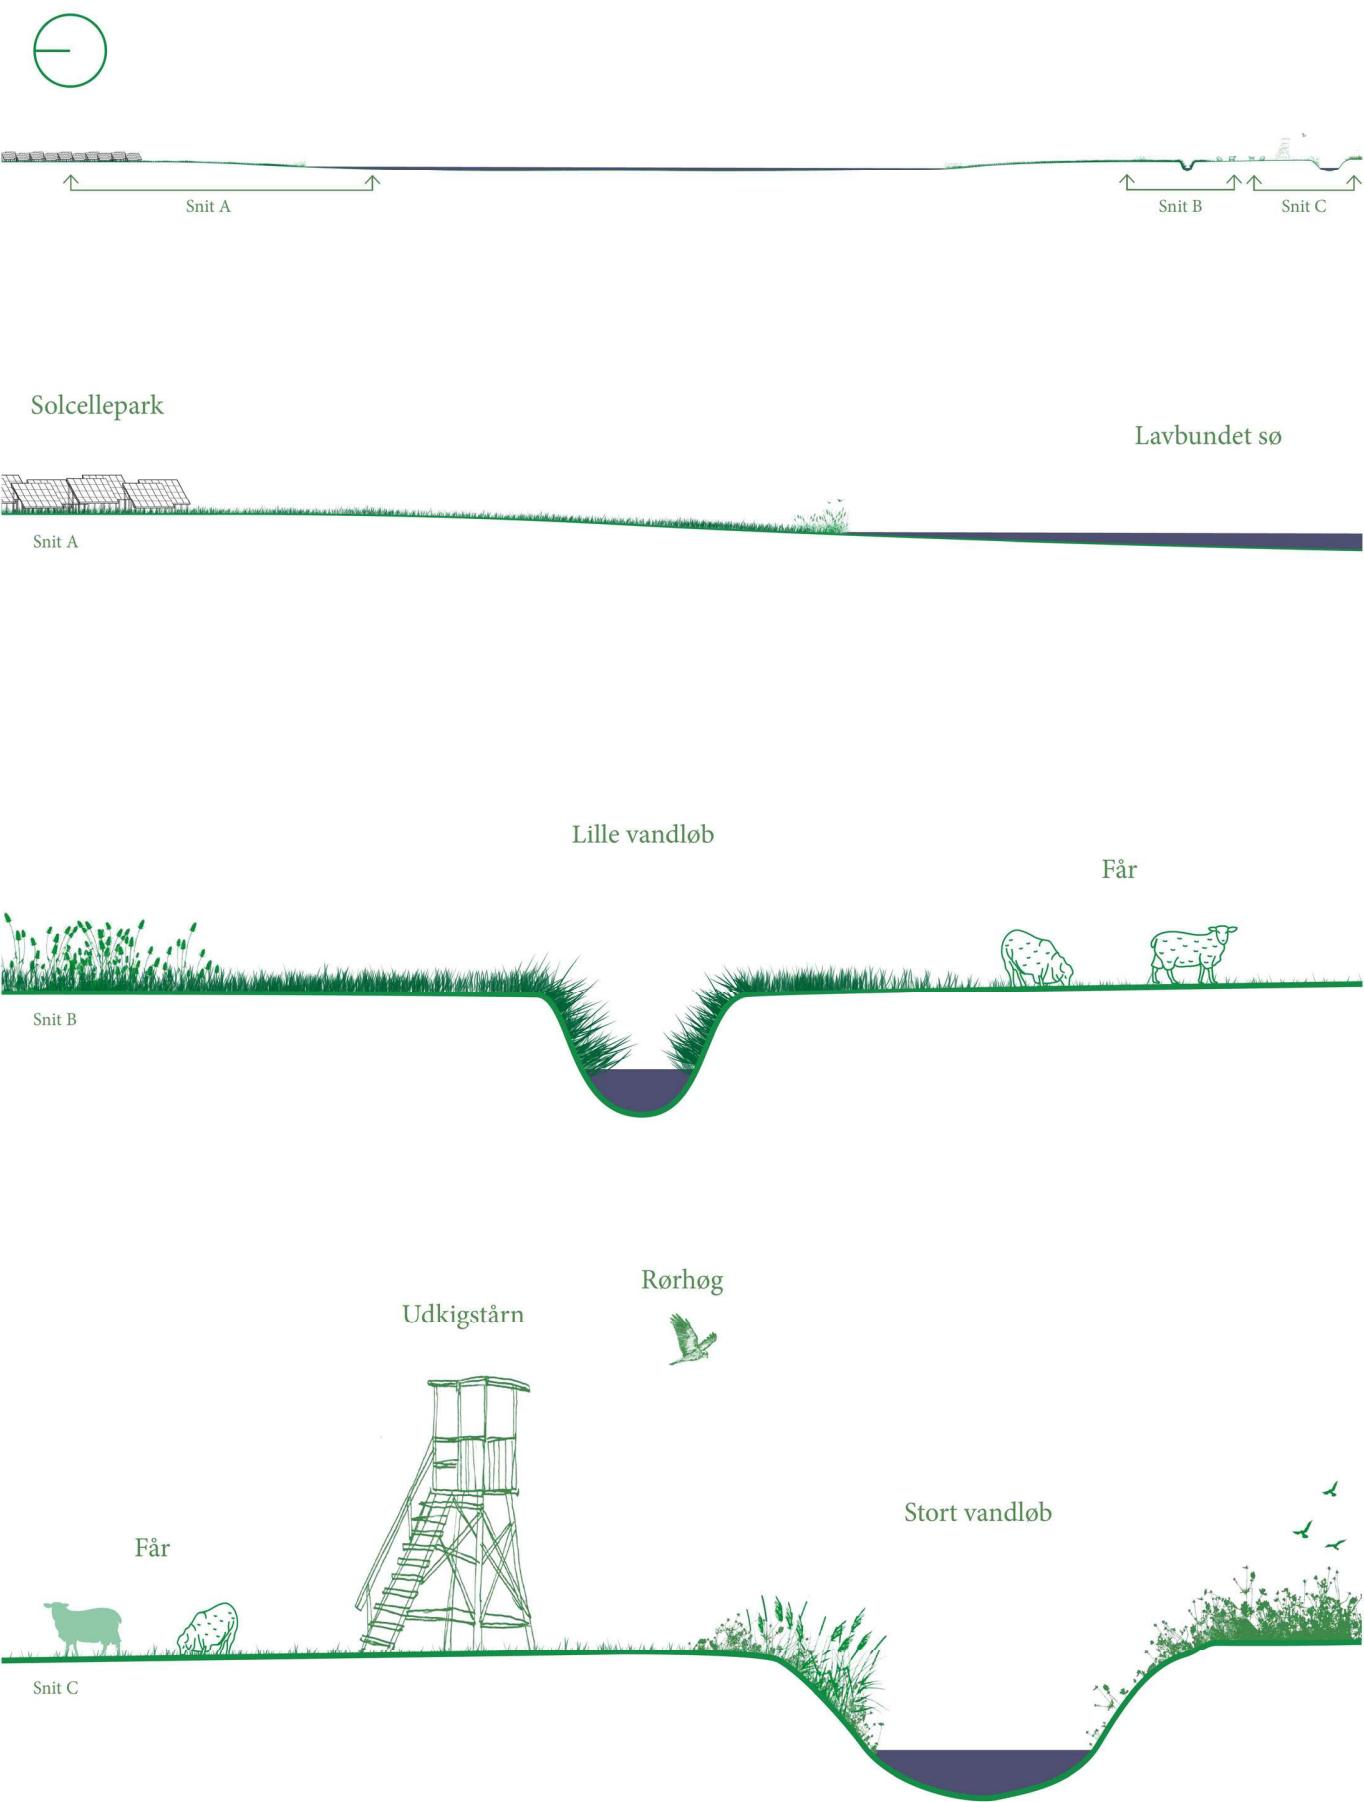 Snit A
Snit B
Snit C
Solcellepark
Lavbundet sø
Snit A
Lille vandløb
Får
Snit B
Rørhøg
Udkigstårn
Stort vandløb
Får
Snit C